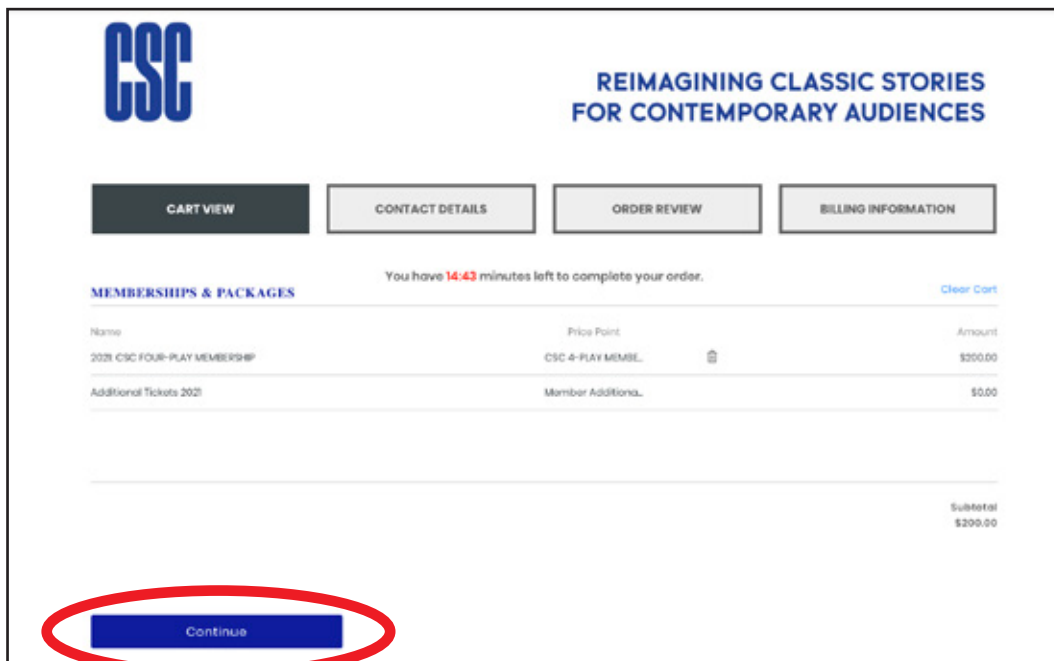 CSC
REIMAGINING CLASSIC STORIES
FOR CONTEMPORARY AUDIENCES
CART VIEW CONTACT DETAILS ORDER REVIEW BILLING INFORMATION
You have 14:43 minutes left to complete your order.
MEMBERSHIPS & PACKAGES Clear Cart
Name Price Point Amount
2021: CSC FOUR-PLAY MEMBERSHIP CSC 4-PLAY MEMBE... $200.00
Additional Tickets 2021 Member Additiona... $0.00
Subtotal
$200.00
Continue